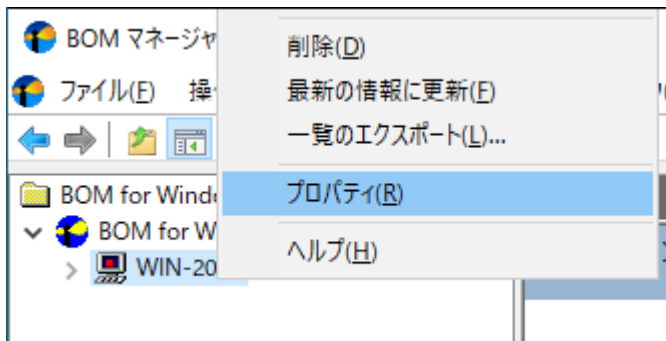 BOM マネージャ
ファイル(F) 操
削除(D)
最新の情報に更新(F)
一覧のエクスポート(L)...
プロパティ(R)
ヘルプ(H)
BOM for Wind
BOM for W
WIN-20